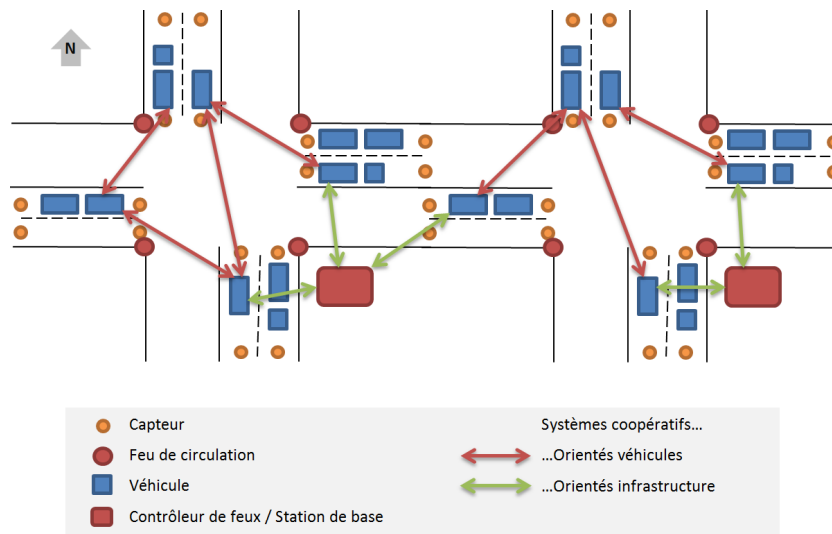 N
Capteur
Systèmes coopératifs...
Feu de circulation
...Orientés véhicules
Véhicule
...Orientés infrastructure
Contrôleur de feux / Station de base